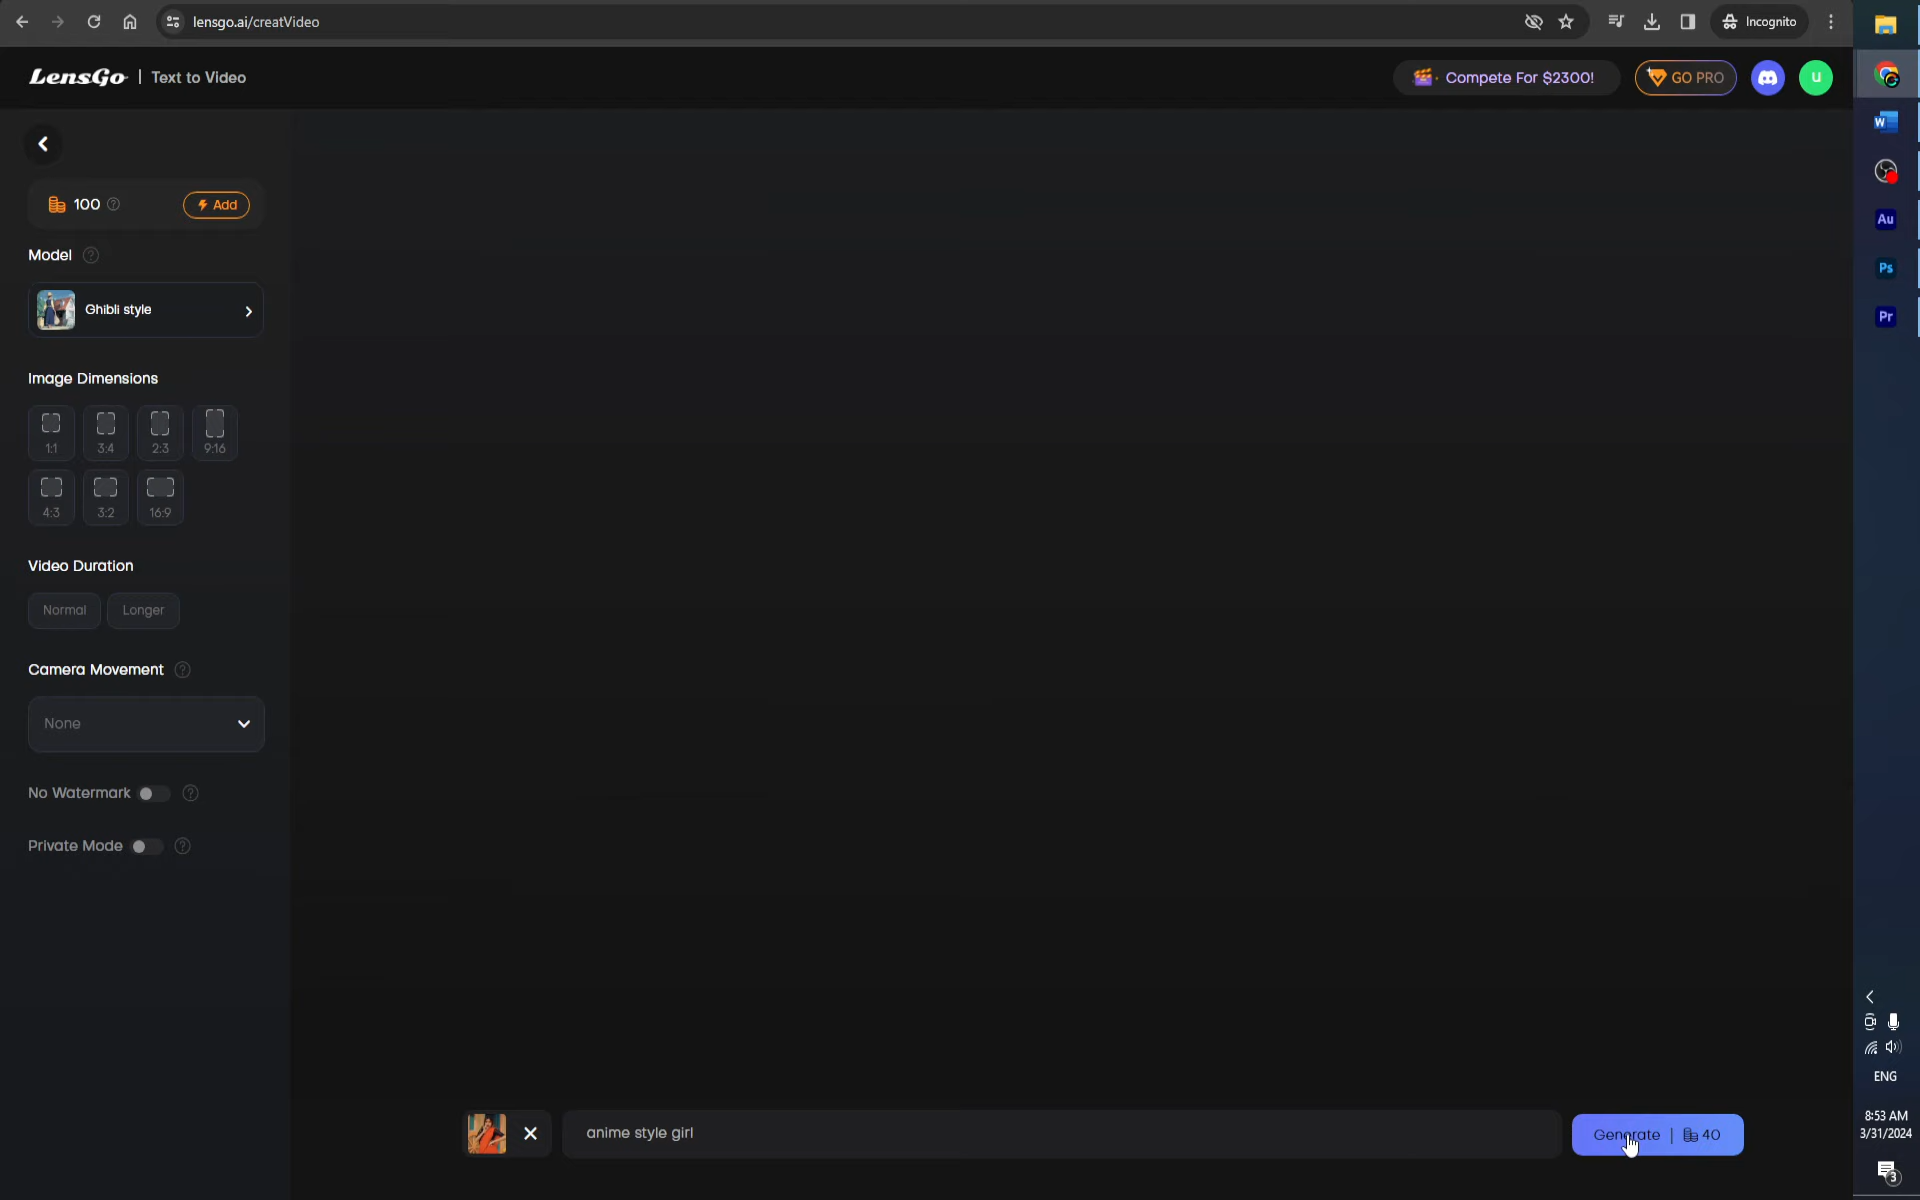 lensgo.ai/creatVideo
Incognito
LensGo | Text to Video
Compete For $2300!
GO PRO
U
100
Add
Model
Ghibli style
Image Dimensions
1:1
3:4
2:3
9:16
4:3
3:2
16:9
Video Duration
Normal
Longer
Camera Movement
None
No Watermark
Private Mode
anime style girl
Generate | 40
W
Au
Ps
Pr
ENG
8:53 AM
3/31/2024
3